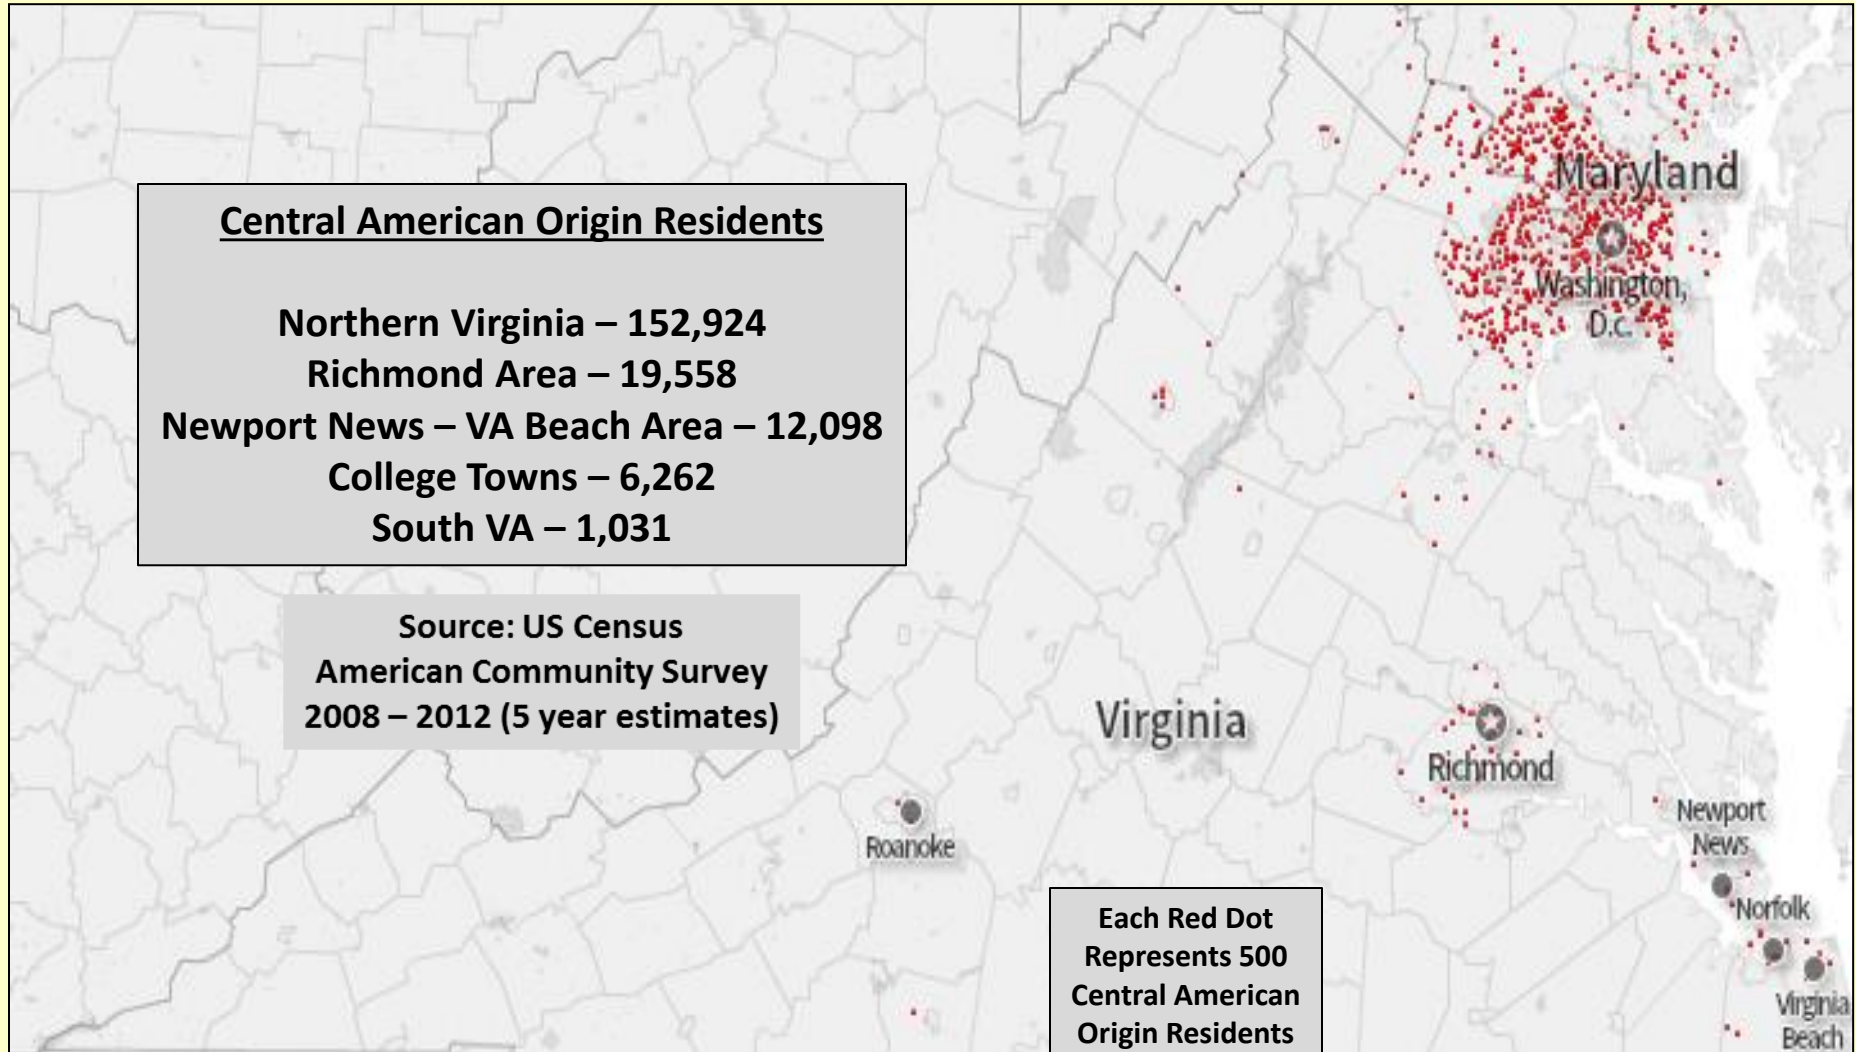 Maryland
Washington,
D.c.
Central American Origin Residents
Northern Virginia – 152,924
Richmond Area – 19,558
Newport News – VA Beach Area – 12,098
College Towns – 6,262
South VA – 1,031
Source: US Census
American Community Survey
2008 – 2012 (5 year estimates)
Virginia
Richmond
Roanoke
Newport
News
Norfolk
Virginia
Beach
Each Red Dot
Represents 500
Central American
Origin Residents